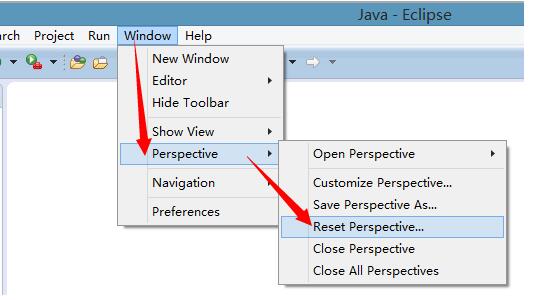 Java - Eclipse
rch Project Run Window Help
New Window
Editor
Hide Toolbar
Show View
Perspective
Navigation
Preferences
Open Perspective
Customize Perspective...
Save Perspective As...
Reset Perspective...
Close Perspective
Close All Perspectives